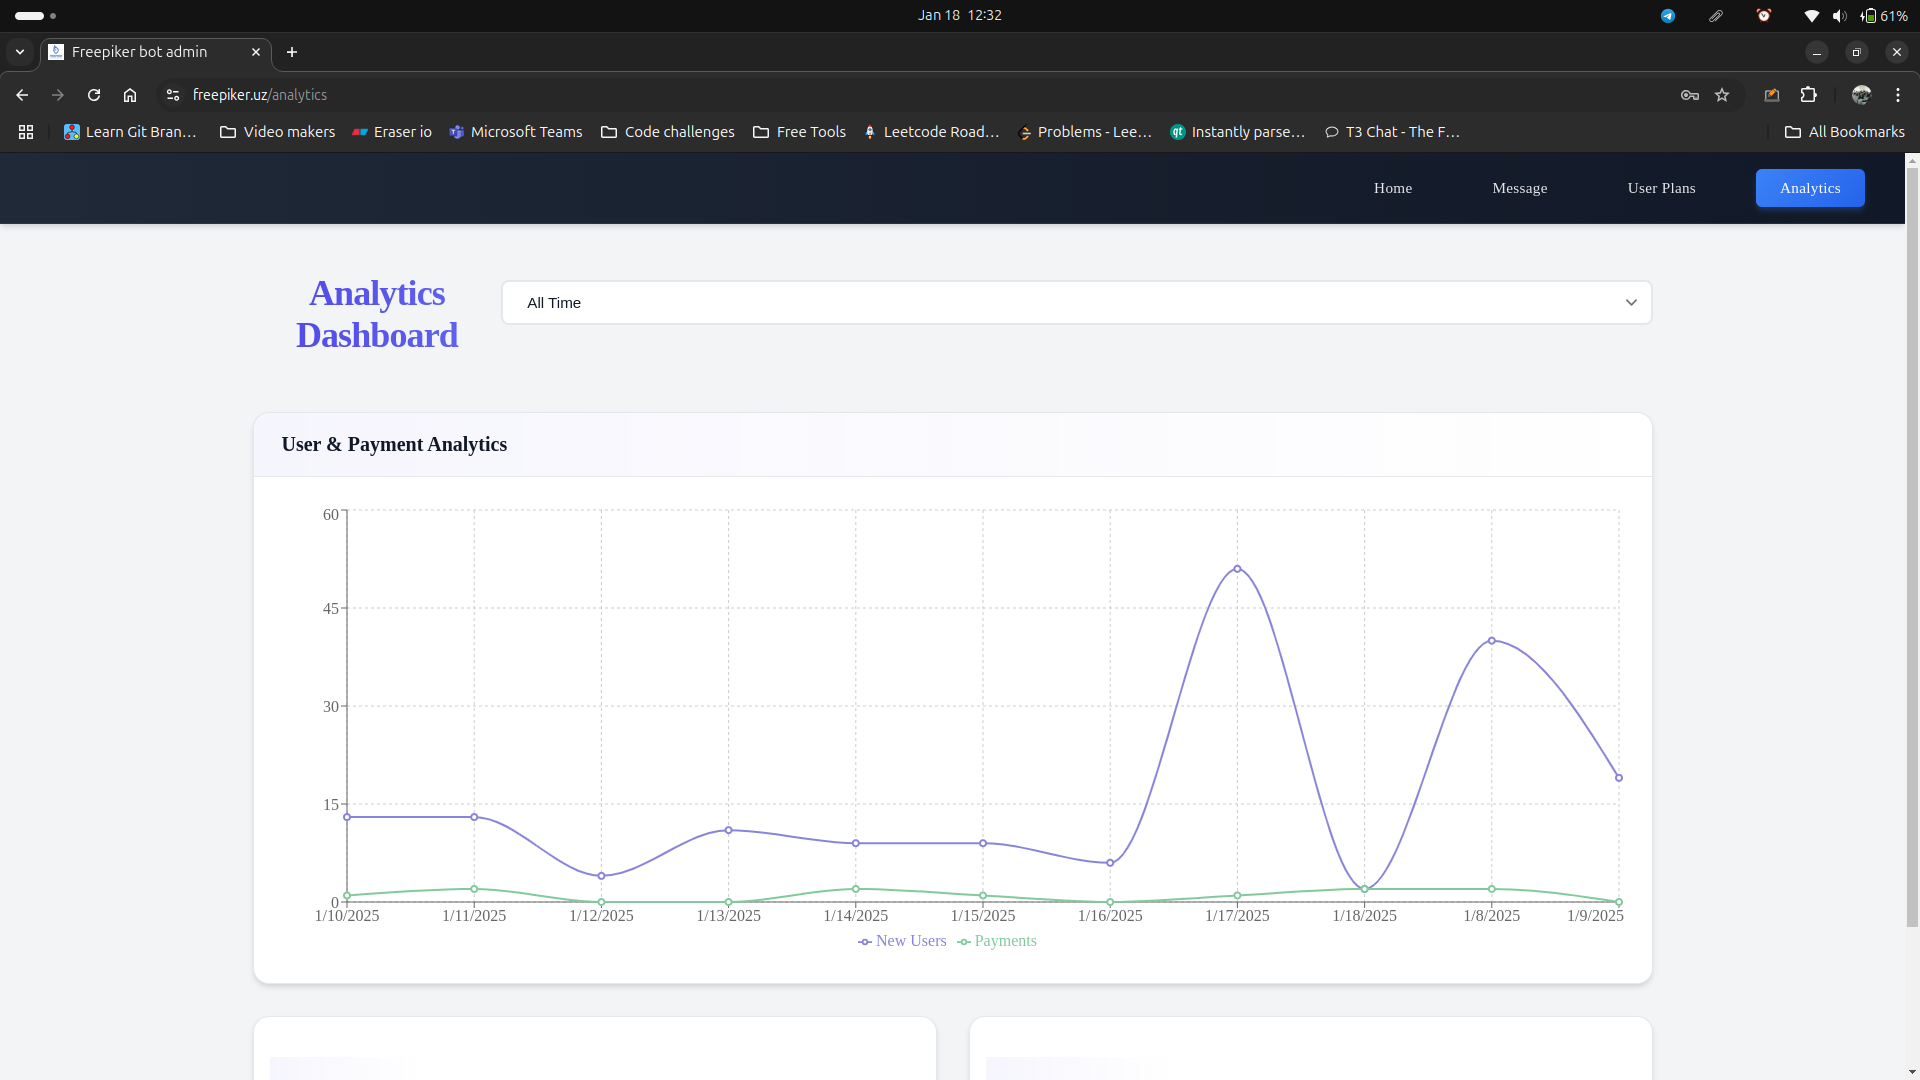 Jan 18 12:32
61%
Freepiker bot admin
freepiker.uz/analytics
Learn Git Bran... Video makers Eraser io Microsoft Teams Code challenges Free Tools Leetcode Road... Problems - Lee... Instantly parse... T3 Chat - The F... All Bookmarks
Home Message User Plans Analytics
Analytics
Dashboard
All Time
User & Payment Analytics
60
45
30
15
0
1/10/2025 1/11/2025 1/12/2025 1/13/2025 1/14/2025 1/15/2025 1/16/2025 1/17/2025 1/18/2025 1/8/2025 1/9/2025
New Users Payments